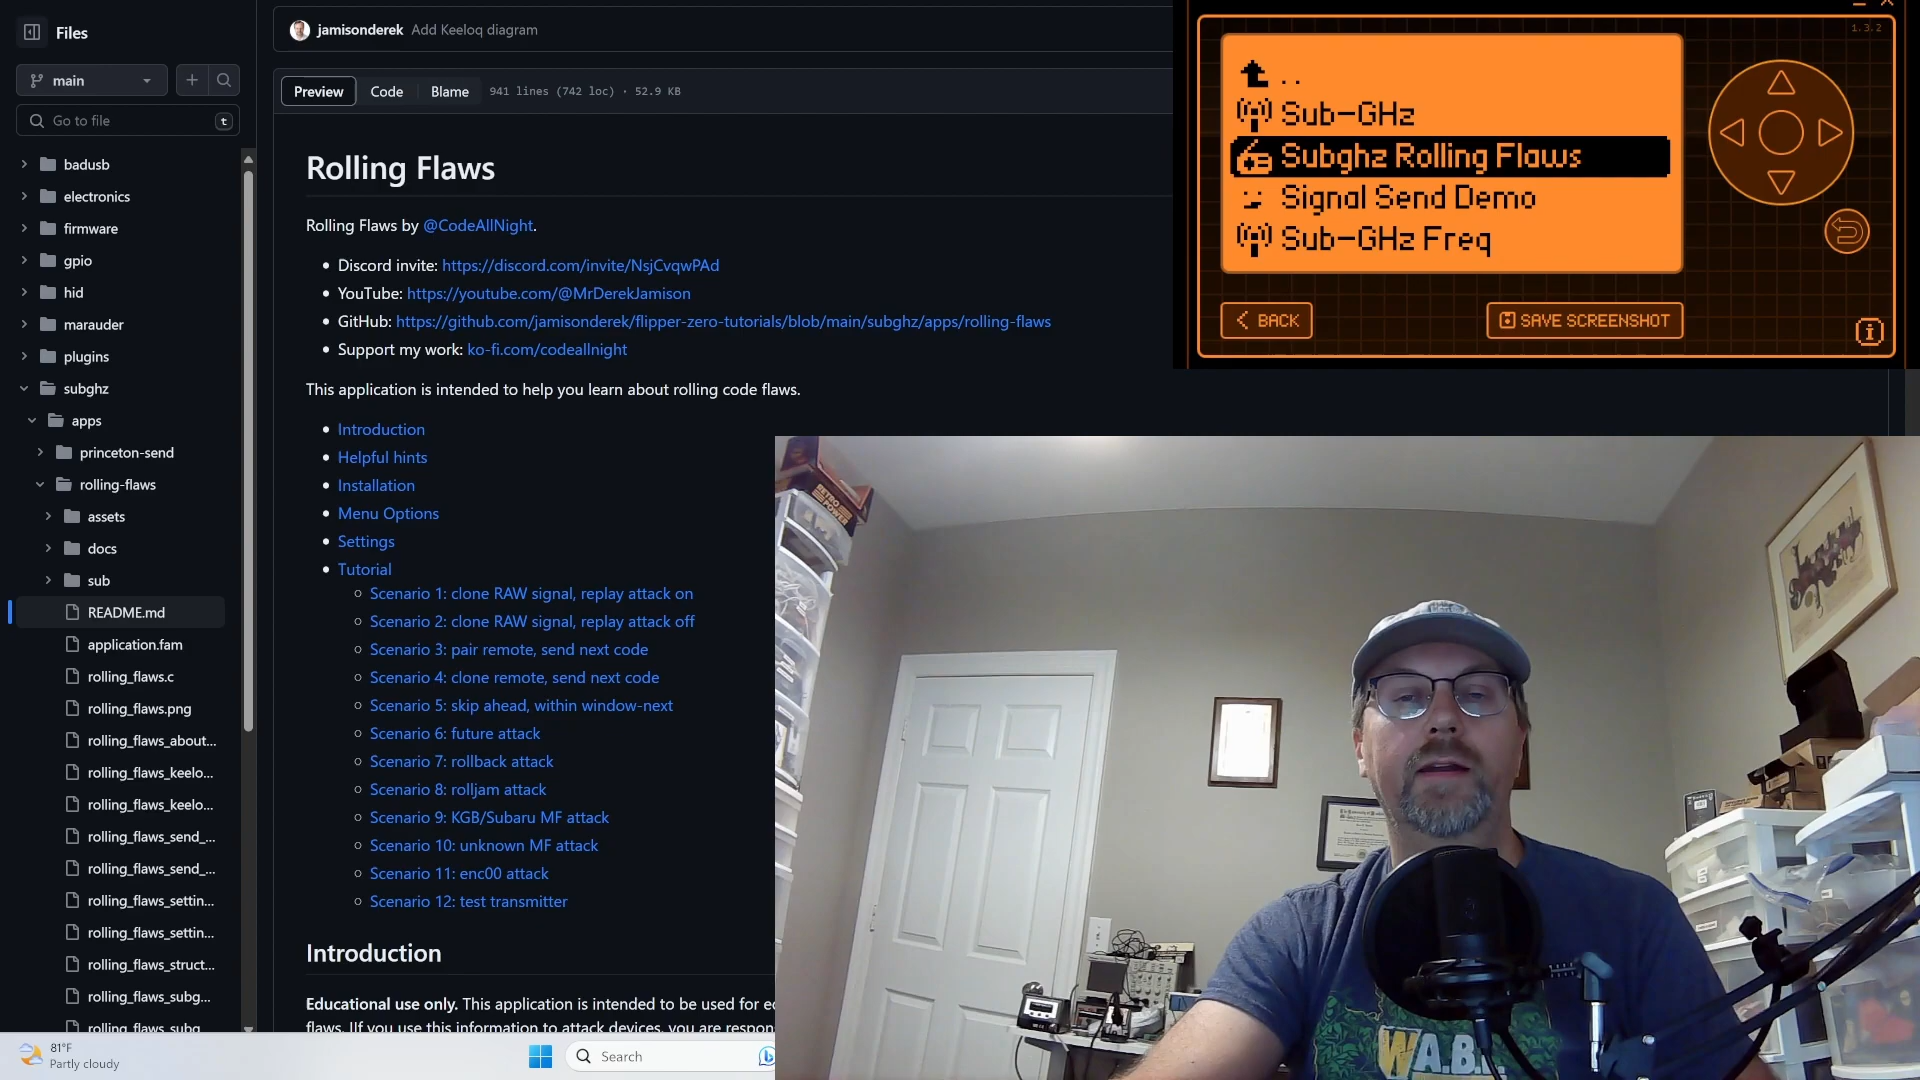 Files
main
Go to file
t
badusb
electronics
firmware
gpio
hid
marauder
plugins
subghz
apps
princeton-send
rolling-flaws
assets
docs
sub
README.md
application.fam
rolling_flaws.c
rolling_flaws.png
rolling_flaws_about...
rolling_flaws_keelo...
rolling_flaws_keelo...
rolling_flaws_send_...
rolling_flaws_send_...
rolling_flaws_settin...
rolling_flaws_settin...
rolling_flaws_struct...
rolling_flaws_subg...
rolling_flaws_subg
jamisonderek Add Keeloq diagram
Preview Code Blame 941 lines (742 loc) · 52.9 KB
Rolling Flaws
Rolling Flaws by @CodeAllNight.
Discord invite: https://discord.com/invite/NsjCvqwPAd
YouTube: https://youtube.com/@MrDerekJamison
GitHub: https://github.com/jamisonderek/flipper-zero-tutorials/blob/main/subghz/apps/rolling-flaws
Support my work: ko-fi.com/codeallnight
This application is intended to help you learn about rolling code flaws.
Introduction
Helpful hints
Installation
Menu Options
Settings
Tutorial
Scenario 1: clone RAW signal, replay attack on
Scenario 2: clone RAW signal, replay attack off
Scenario 3: pair remote, send next code
Scenario 4: clone remote, send next code
Scenario 5: skip ahead, within window-next
Scenario 6: future attack
Scenario 7: rollback attack
Scenario 8: rolljam attack
Scenario 9: KGB/Subaru MF attack
Scenario 10: unknown MF attack
Scenario 11: enc00 attack
Scenario 12: test transmitter
Introduction
Educational use only. This application is intended to be used for
flaws. IIf you use this information to attack devices, you are
1.3.2
..
Sub-GHz
Subghz Rolling Flaws
Signal Send Demo
Sub-GHz Freq
BACK
SAVE SCREENSHOT
RETRO
POWER
W.A.B.
81°F
Partly cloudy
Search